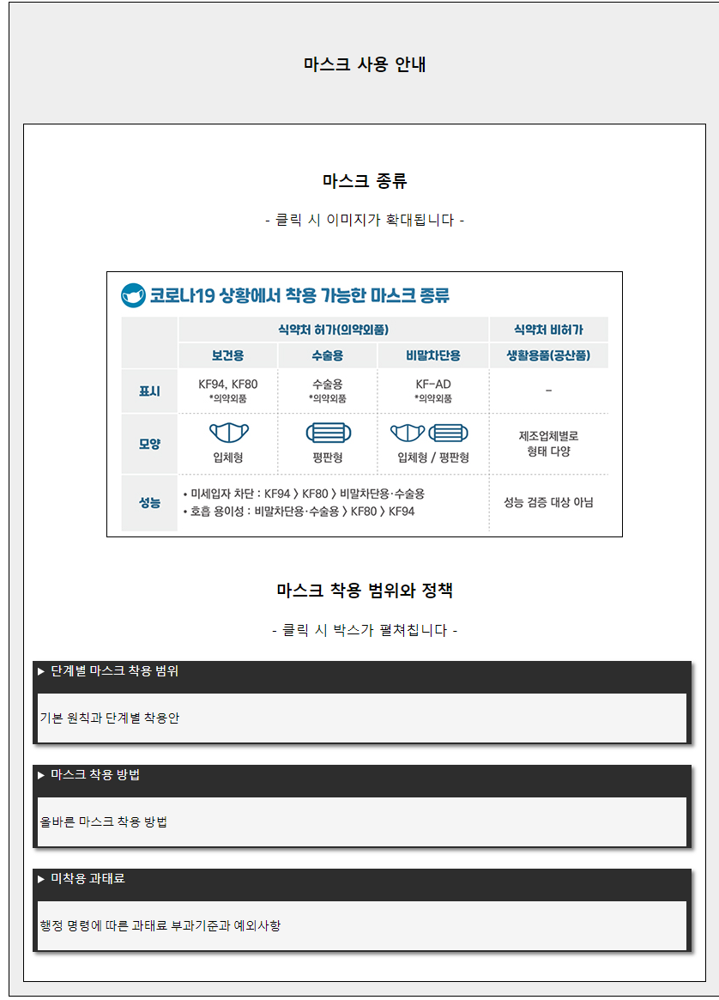 마스크 사용 안내
마스크 종류
- 클릭 시 이미지가 확대됩니다 -
코로나19 상황에서 착용 가능한 마스크 종류
식약처 허가(의약외품) 식약처 비허가
보건용 수술용 비말차단용 생활용품(공산품)
표시 KF94, KF80 수술용 KF-AD –
*의약외품 *의약외품 *의약외품
모양 입체형 평판형 입체형 / 평판형 제조업체별로
형태 다양
성능 • 미세입자 차단 : KF94 > KF80 > 비말차단용·수술용
• 호흡 용이성 : 비말차단용·수술용 > KF80 > KF94
성능 검증 대상 아님
마스크 착용 범위와 정책
- 클릭 시 박스가 펼쳐칩니다 -
▶ 단계별 마스크 착용 범위
기본 원칙과 단계별 착용안
▶ 마스크 착용 방법
올바른 마스크 착용 방법
▶ 미착용 과태료
행정 명령에 따른 과태료 부과기준과 예외사항